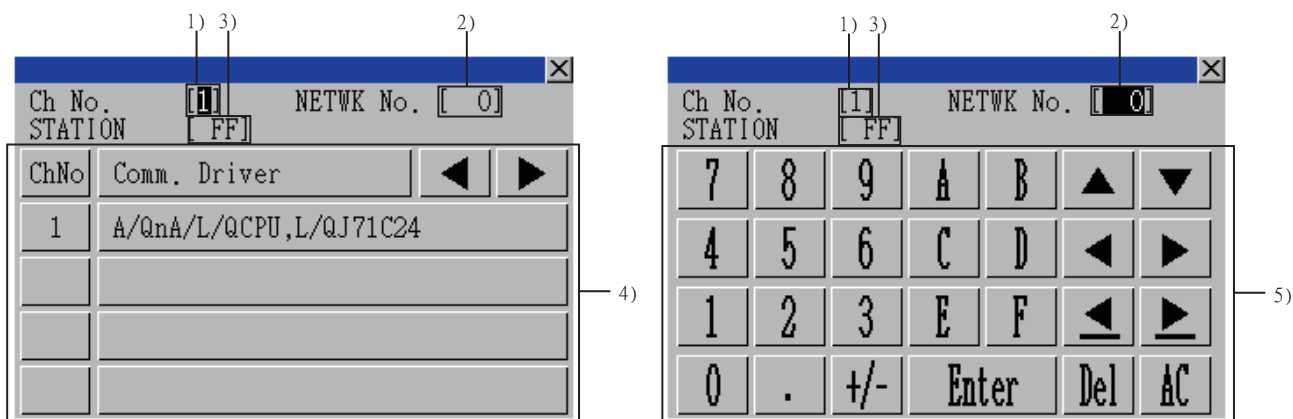 1) 3) 2)
Ch No. [1] NETWK No. [ 0]
STATION [ FF]
ChNo Comm. Driver ◀ ▶
1 A/QnA/L/QCPU,L/QJ71C24
4)
1) 3) 2)
Ch No. [1] NETWK No. [ 0]
STATION [ FF]
7 8 9 A B ▲ ▼
4 5 6 C D ◀ ▶
1 2 3 E F ◀ ▶
5)
0 . +/- Enter Del AC